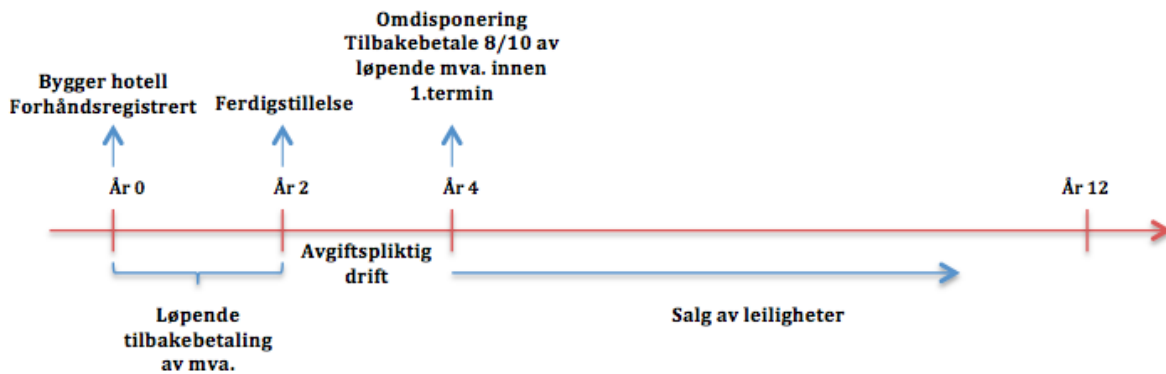 Omdisponering
Tilbakebetale 8/10 av
løpende mva. innen
1.termin
Bygger hotell
Forhåndsregistrert
Ferdigstillelse
År 0
År 2
År 4
År 12
Avgiftspliktig
drift
Løpende
tilbakebetaling
av mva.
Salg av leiligheter